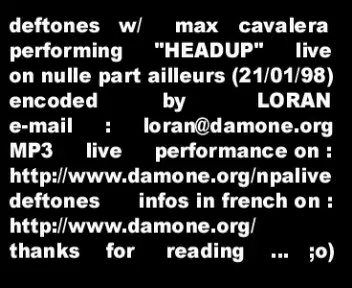 deftones w/ max cavalera
performing "HEADUP" live
on nulle part ailleurs (21/01/98)
encoded by LORAN
e-mail : loran@damone.org
MP3 live performance on :
http://www.damone.org/npalive
deftones infos in french on :
http://www.damone.org/
thanks for reading ... ;o)